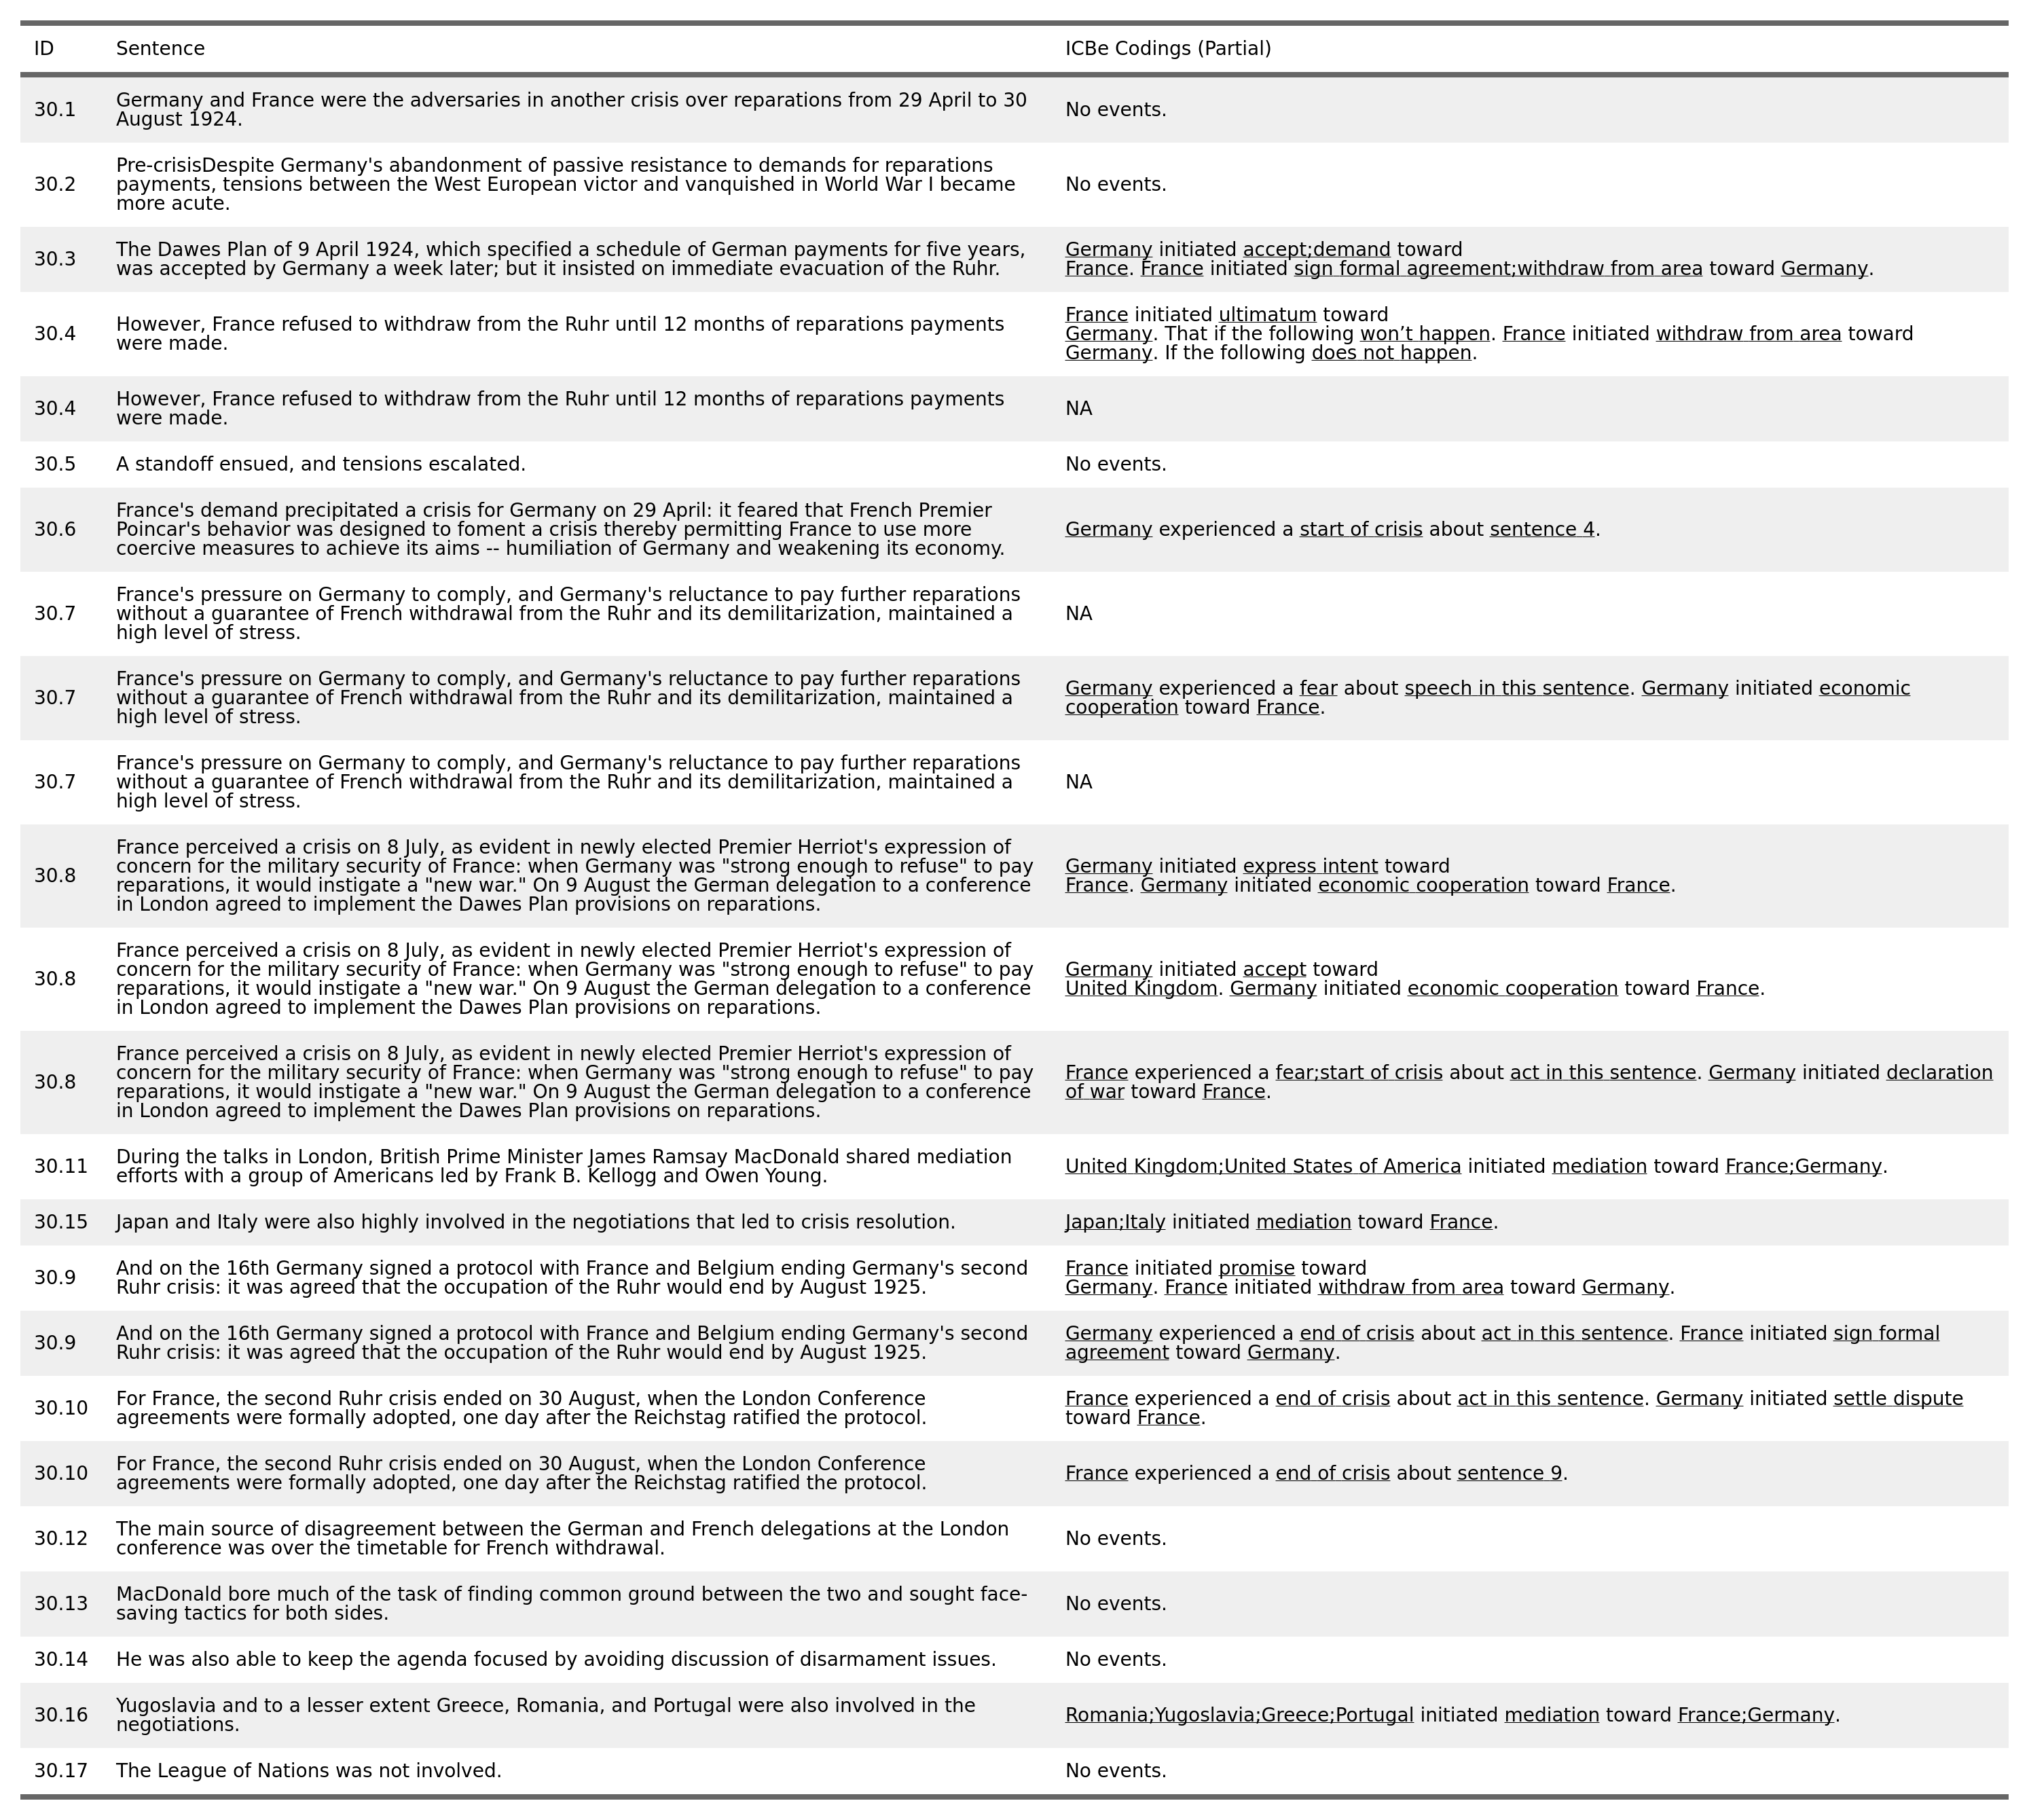 ID Sentence ICBe Codings (Partial)
30.1 Germany and France were the adversaries in another crisis over reparations from 29 April to 30
August 1924.
No events.
30.2 Pre-crisisDespite Germany's abandonment of passive resistance to demands for reparations
payments, tensions between the West European victor and vanquished in World War I became
more acute.
No events.
30.3 The Dawes Plan of 9 April 1924, which specified a schedule of German payments for five years,
was accepted by Germany a week later; but it insisted on immediate evacuation of the Ruhr.
Germany initiated accept;demand toward
France. France initiated sign formal agreement;withdraw from area toward Germany.
30.4 However, France refused to withdraw from the Ruhr until 12 months of reparations payments
were made.
France initiated ultimatum toward
Germany. That if the following won’t happen. France initiated withdraw from area toward
Germany. If the following does not happen.
30.4 However, France refused to withdraw from the Ruhr until 12 months of reparations payments
were made.
NA
30.5 A standoff ensued, and tensions escalated.
No events.
30.6 France's demand precipitated a crisis for Germany on 29 April: it feared that French Premier
Poincar's behavior was designed to foment a crisis thereby permitting France to use more
coercive measures to achieve its aims -- humiliation of Germany and weakening its economy.
Germany experienced a start of crisis about sentence 4.
30.7 France's pressure on Germany to comply, and Germany's reluctance to pay further reparations
without a guarantee of French withdrawal from the Ruhr and its demilitarization, maintained a
high level of stress.
NA
30.7 France's pressure on Germany to comply, and Germany's reluctance to pay further reparations
without a guarantee of French withdrawal from the Ruhr and its demilitarization, maintained a
high level of stress.
Germany experienced a fear about speech in this sentence. Germany initiated economic
cooperation toward France.
30.7 France's pressure on Germany to comply, and Germany's reluctance to pay further reparations
without a guarantee of French withdrawal from the Ruhr and its demilitarization, maintained a
high level of stress.
NA
30.8 France perceived a crisis on 8 July, as evident in newly elected Premier Herriot's expression of
concern for the military security of France: when Germany was "strong enough to refuse" to pay
reparations, it would instigate a "new war." On 9 August the German delegation to a conference
in London agreed to implement the Dawes Plan provisions on reparations.
Germany initiated express intent toward
France. Germany initiated economic cooperation toward France.
30.8 France perceived a crisis on 8 July, as evident in newly elected Premier Herriot's expression of
concern for the military security of France: when Germany was "strong enough to refuse" to pay
reparations, it would instigate a "new war." On 9 August the German delegation to a conference
in London agreed to implement the Dawes Plan provisions on reparations.
Germany initiated accept toward
United Kingdom. Germany initiated economic cooperation toward France.
30.8 France perceived a crisis on 8 July, as evident in newly elected Premier Herriot's expression of
concern for the military security of France: when Germany was "strong enough to refuse" to pay
reparations, it would instigate a "new war." On 9 August the German delegation to a conference
in London agreed to implement the Dawes Plan provisions on reparations.
France experienced a fear;start of crisis about act in this sentence. Germany initiated declaration
of war toward France.
30.11 During the talks in London, British Prime Minister James Ramsay MacDonald shared mediation
efforts with a group of Americans led by Frank B. Kellogg and Owen Young.
United Kingdom;United States of America initiated mediation toward France;Germany.
30.15 Japan and Italy were also highly involved in the negotiations that led to crisis resolution.
Japan;Italy initiated mediation toward France.
30.9 And on the 16th Germany signed a protocol with France and Belgium ending Germany's second
Ruhr crisis: it was agreed that the occupation of the Ruhr would end by August 1925.
France initiated promise toward
Germany. France initiated withdraw from area toward Germany.
30.9 And on the 16th Germany signed a protocol with France and Belgium ending Germany's second
Ruhr crisis: it was agreed that the occupation of the Ruhr would end by August 1925.
Germany experienced a end of crisis about act in this sentence. France initiated sign formal
agreement toward Germany.
30.10 For France, the second Ruhr crisis ended on 30 August, when the London Conference
agreements were formally adopted, one day after the Reichstag ratified the protocol.
France experienced a end of crisis about act in this sentence. Germany initiated settle dispute
toward France.
30.10 For France, the second Ruhr crisis ended on 30 August, when the London Conference
agreements were formally adopted, one day after the Reichstag ratified the protocol.
France experienced a end of crisis about sentence 9.
30.12 The main source of disagreement between the German and French delegations at the London
conference was over the timetable for French withdrawal.
No events.
30.13 MacDonald bore much of the task of finding common ground between the two and sought face-
saving tactics for both sides.
No events.
30.14 He was also able to keep the agenda focused by avoiding discussion of disarmament issues.
No events.
30.16 Yugoslavia and to a lesser extent Greece, Romania, and Portugal were also involved in the
negotiations.
Romania;Yugoslavia;Greece;Portugal initiated mediation toward France;Germany.
30.17 The League of Nations was not involved.
No events.